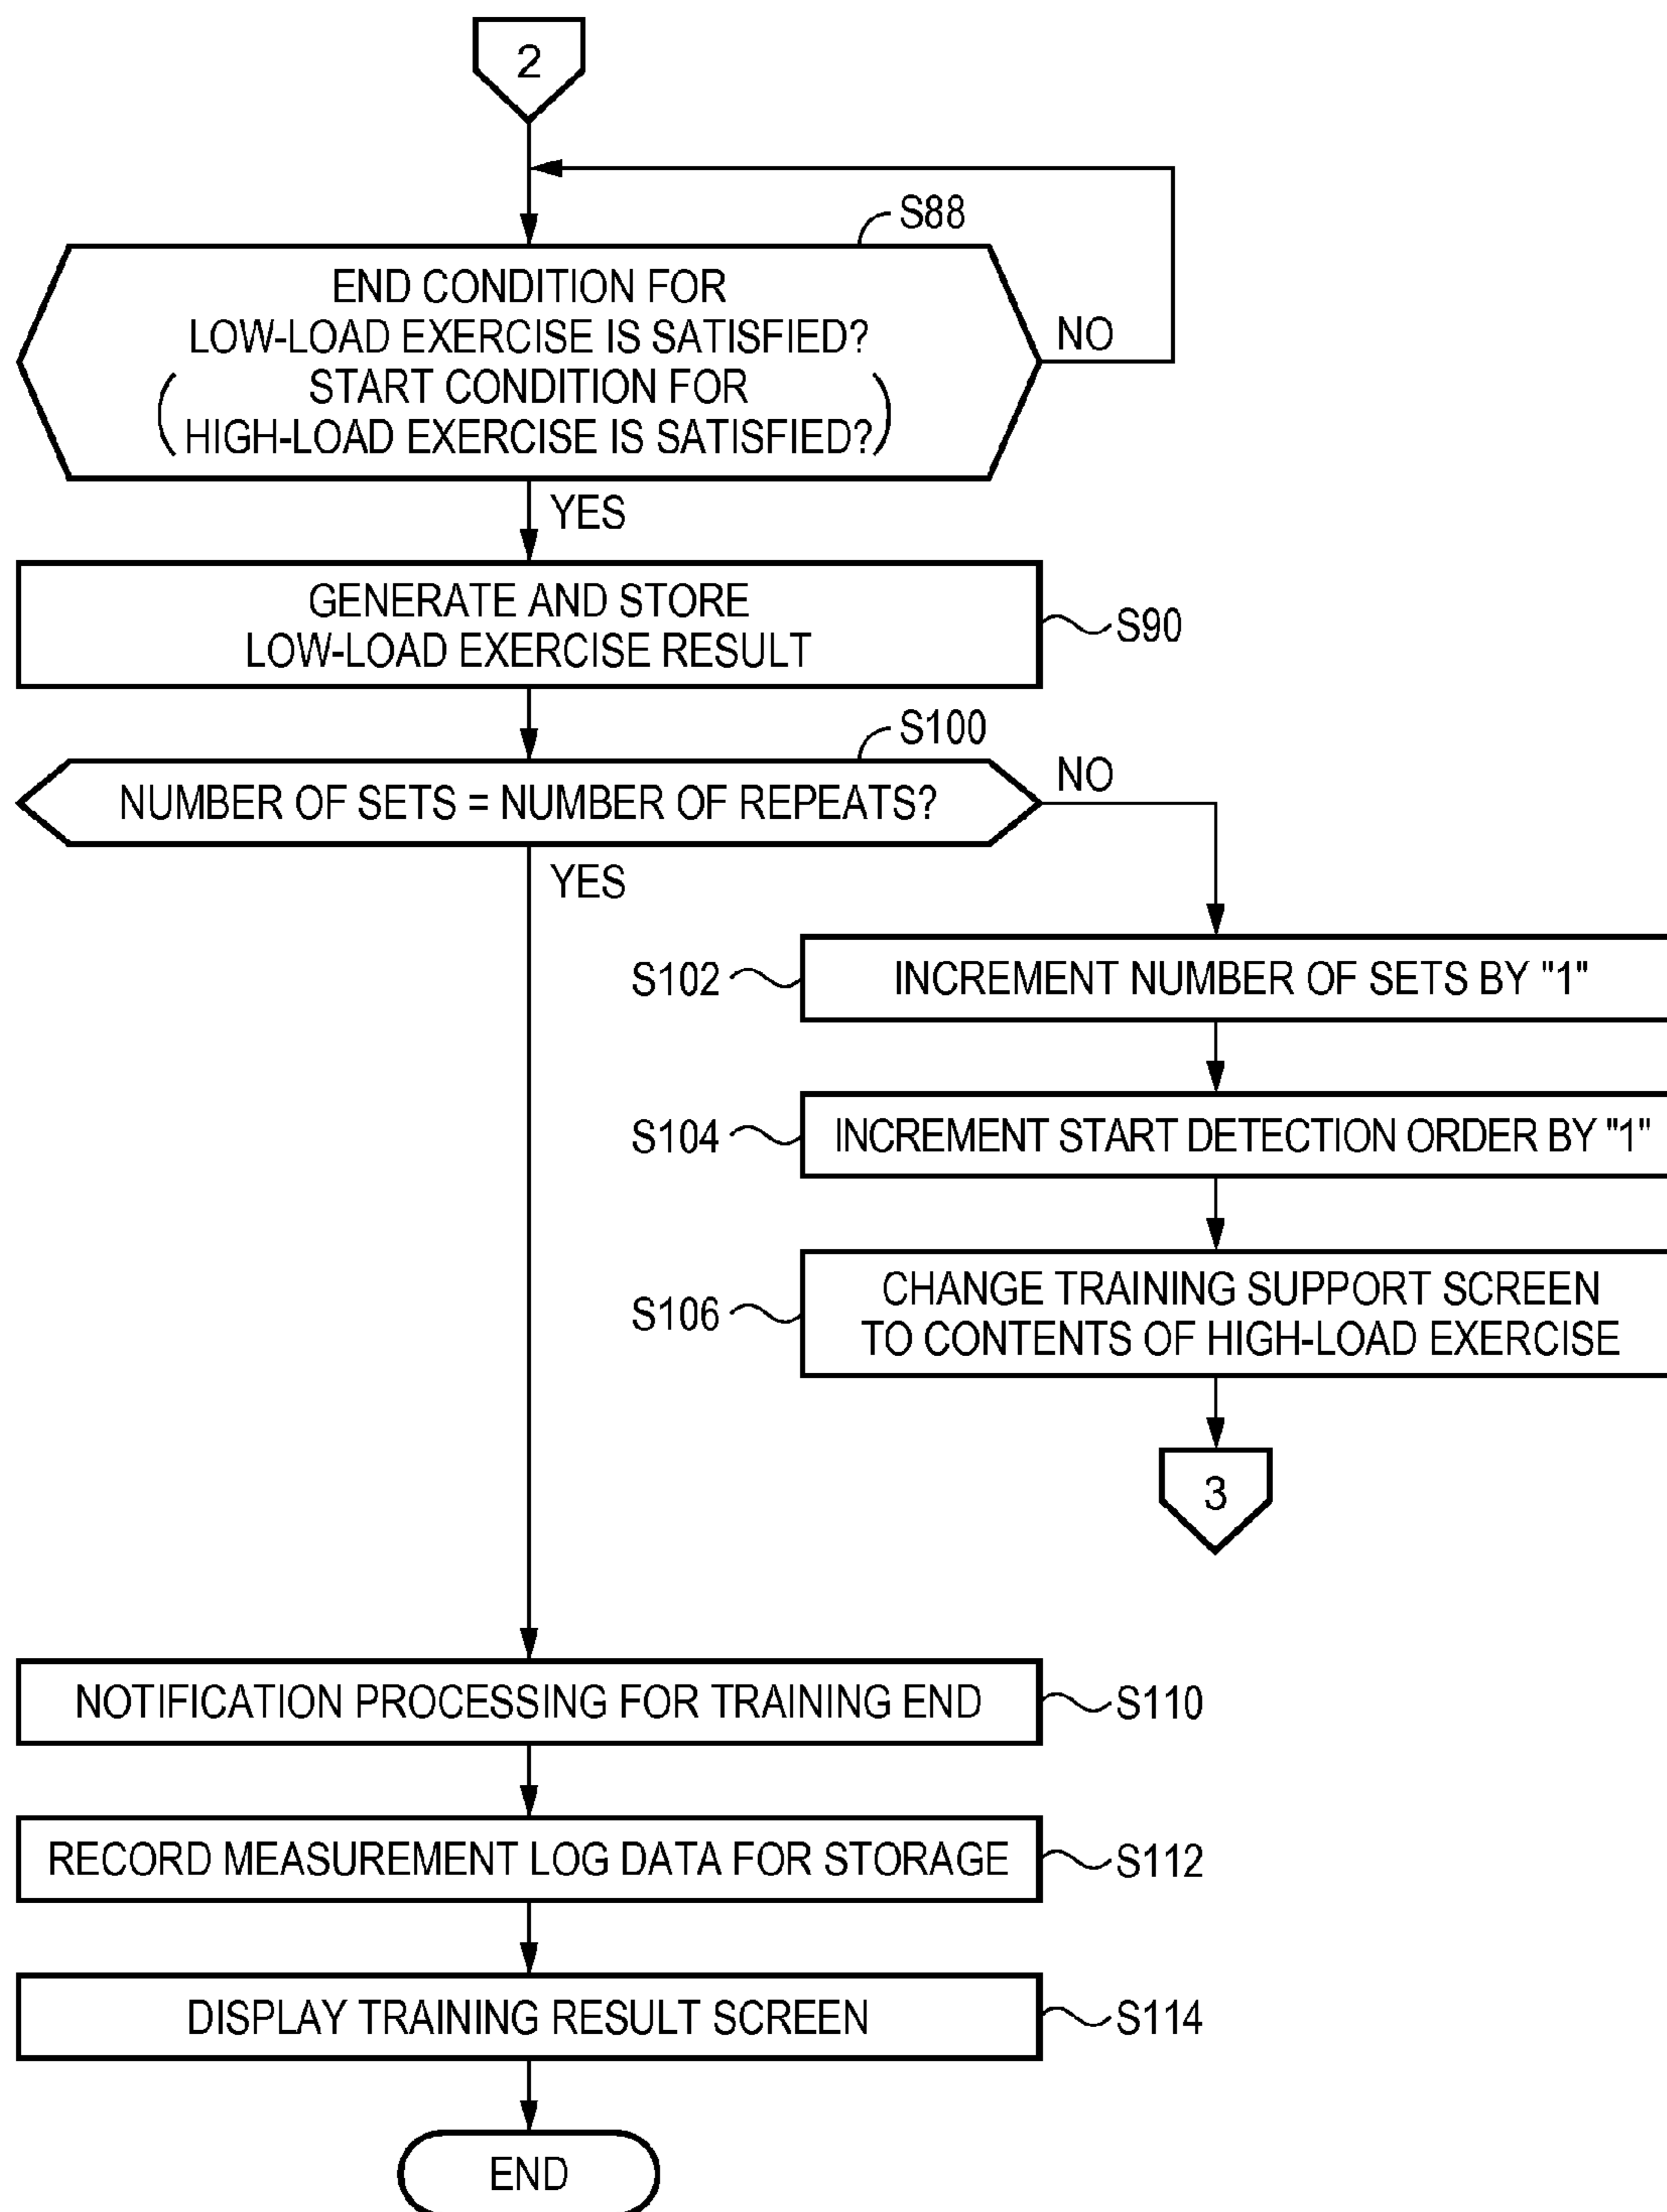 2
S88
END CONDITION FOR
LOW-LOAD EXERCISE IS SATISFIED?
( START CONDITION FOR
HIGH-LOAD EXERCISE IS SATISFIED? )
NO
YES
GENERATE AND STORE
LOW-LOAD EXERCISE RESULT
S90
S100
NUMBER OF SETS = NUMBER OF REPEATS?
NO
YES
S102
INCREMENT NUMBER OF SETS BY "1"
S104
INCREMENT START DETECTION ORDER BY "1"
S106
CHANGE TRAINING SUPPORT SCREEN
TO CONTENTS OF HIGH-LOAD EXERCISE
3
NOTIFICATION PROCESSING FOR TRAINING END
S110
RECORD MEASUREMENT LOG DATA FOR STORAGE
S112
DISPLAY TRAINING RESULT SCREEN
S114
END